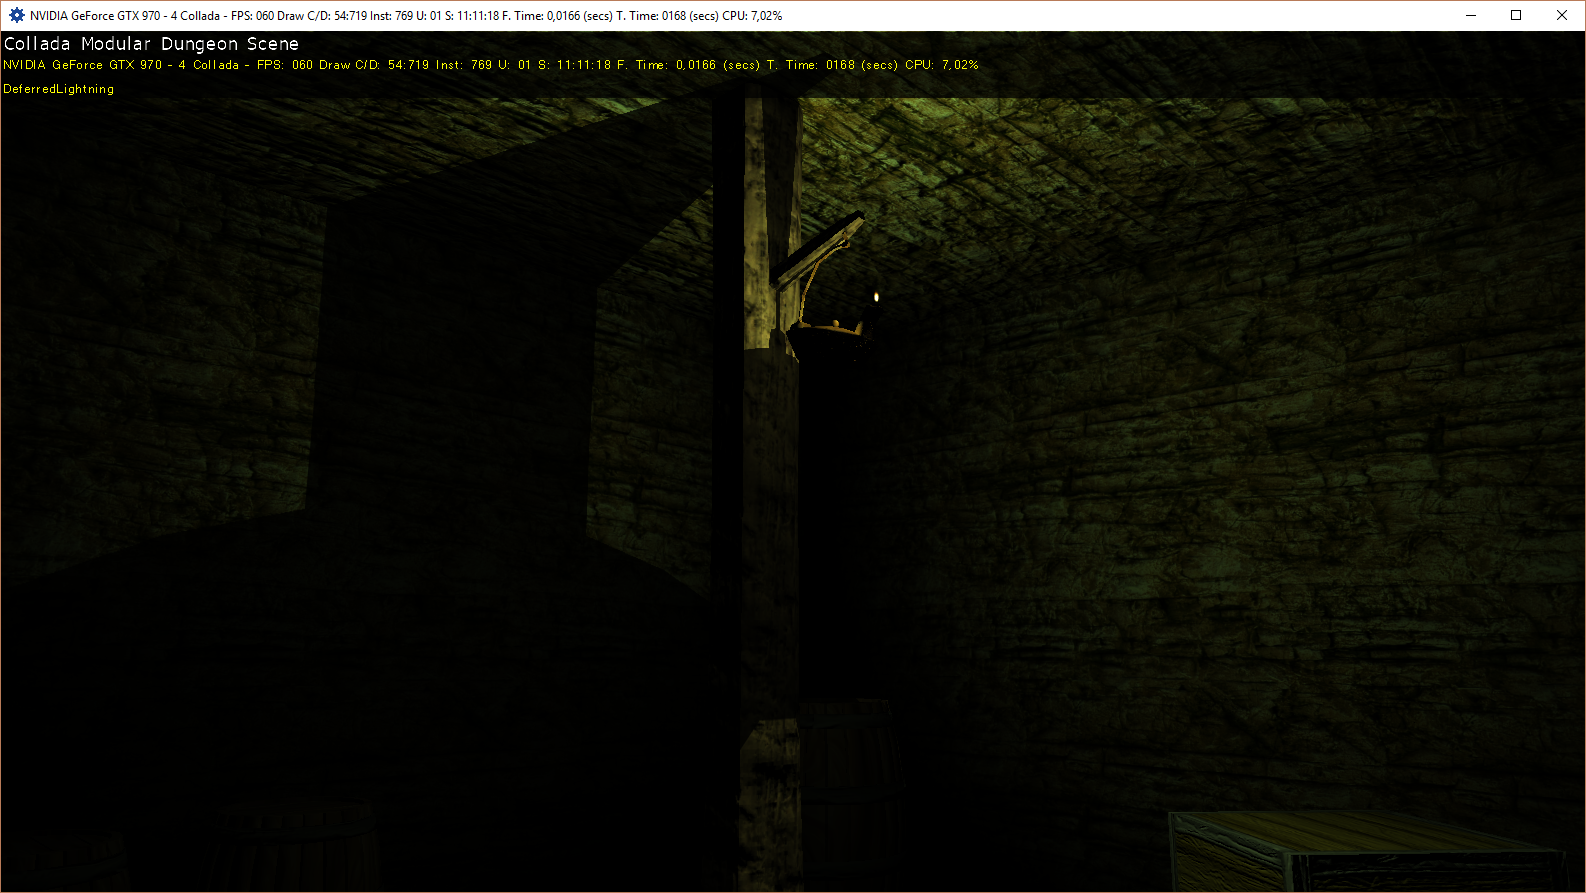 NVIDIA GeForce GTX 970 - 4 Collada - FPS: 060 Draw C/D: 54:719 Inst: 769 U: 01 S: 11:11:18 F. Time: 0,0166 (secs) T. Time: 0168 (secs) CPU: 7,02%
Collada Modular Dungeon Scene
NVIDIA GeForce GTX 970 - 4 Collada - FPS: 060 Draw C/D: 54:719 Inst: 769 U: 01 S: 11:11:18 F. Time: 0,0166 (secs) T. Time: 0168 (secs) CPU: 7,02%
DeferredLightning